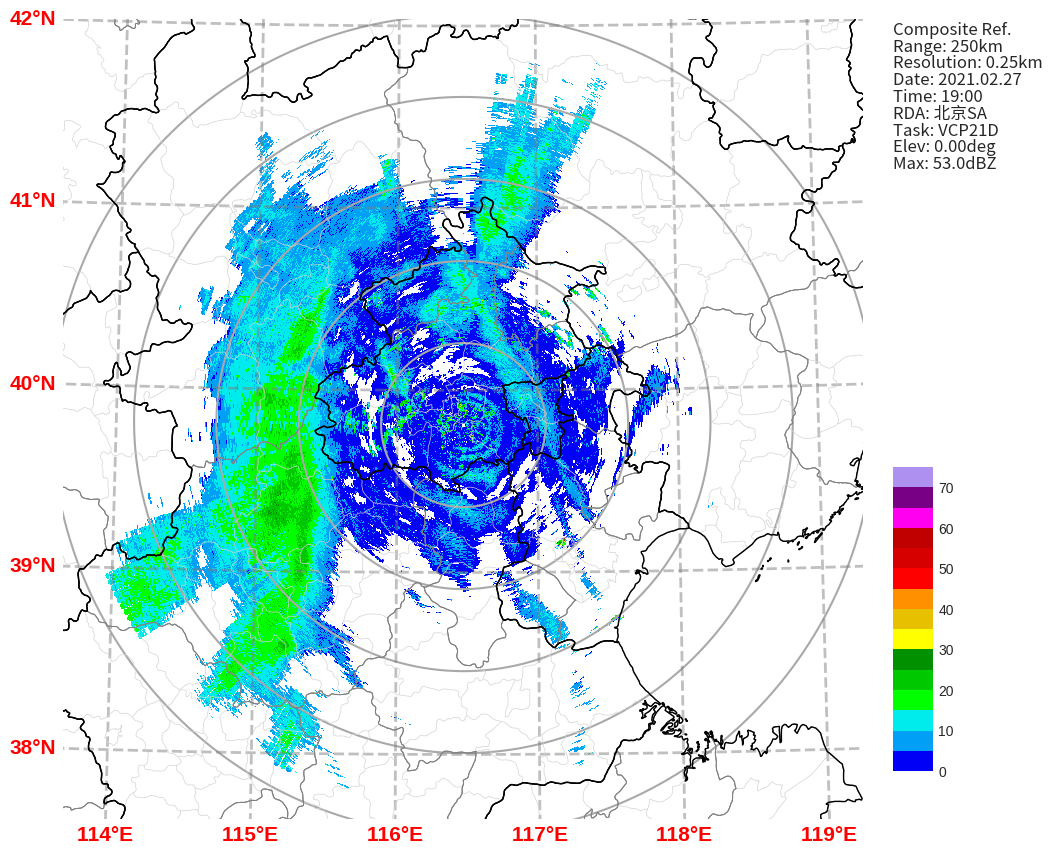 Composite Ref.
Range: 250km
Resolution: 0.25km
Date: 2021.02.27
Time: 19:00
RDA: 北京SA
Task: VCP21D
Elev: 0.00deg
Max: 53.0dBZ
42°N
41°N
40°N
39°N
38°N
114°E
115°E
116°E
117°E
118°E
119°E
70
60
50
40
30
20
10
0